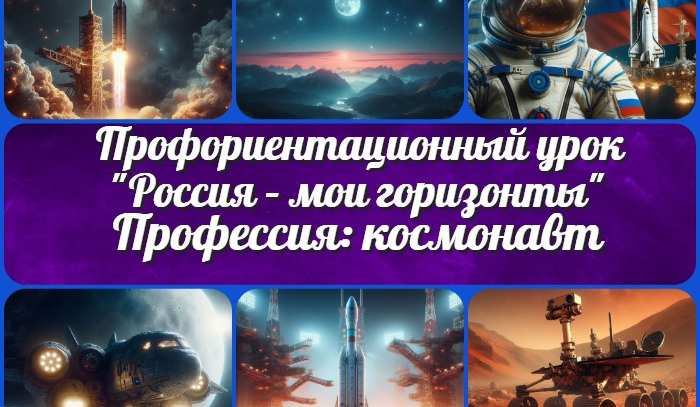 Профориентационный урок
"Россия – мои горизонты"
Профессия: космонавт